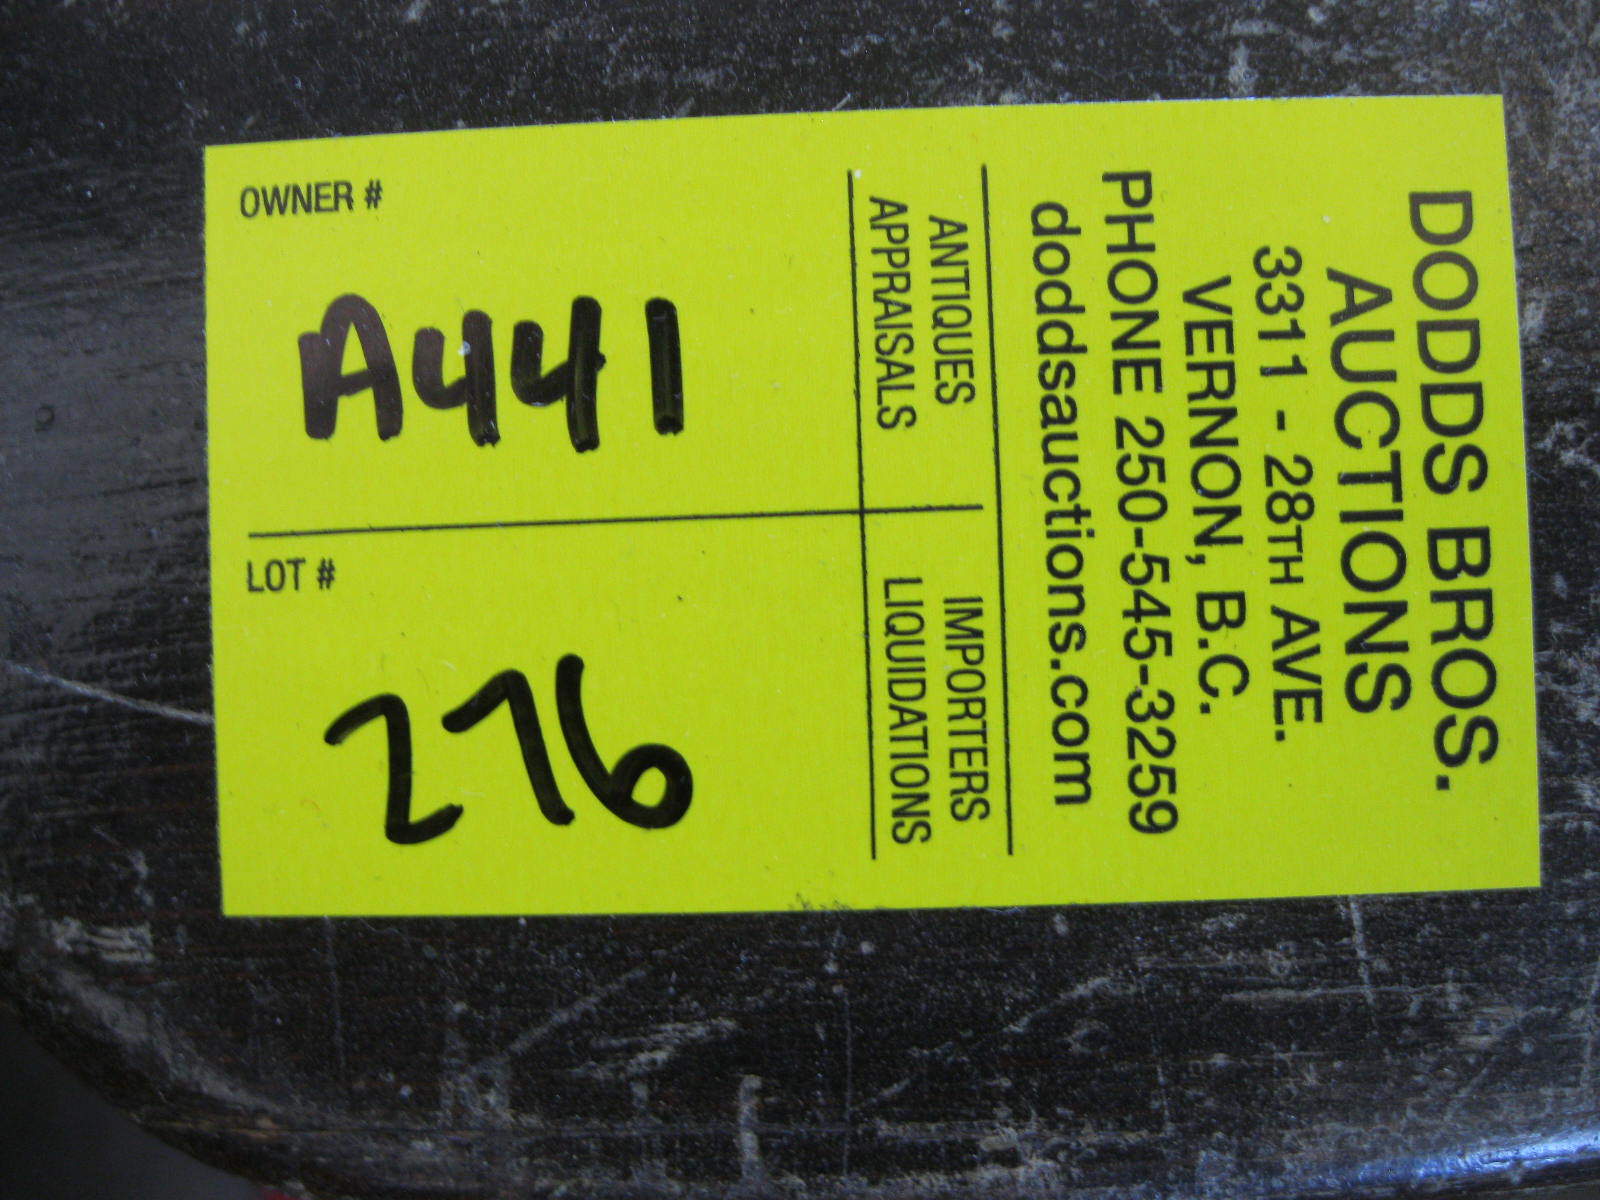 DODDS BROS.
AUCTIONS
3311 - 28TH AVE.
VERNON, B.C.
PHONE 250-545-3259
doddsauctions.com
ANTIQUES IMPORTERS
APPRAISALS LIQUIDATIONS
OWNER #
A441
LOT #
276